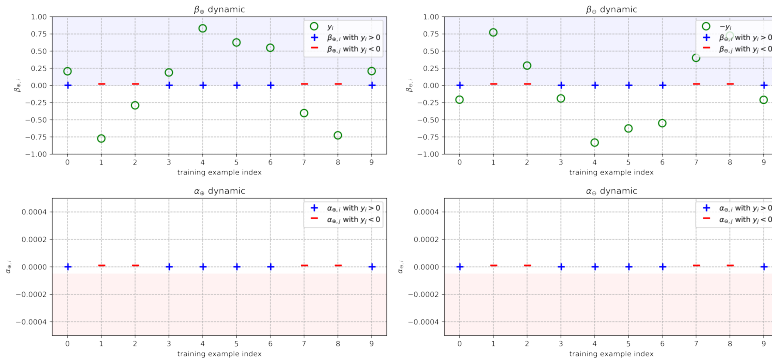 β⊕ dynamic
1.00
0.75
0.50
0.25
0.00
−0.25
−0.50
−0.75
−1.00
β⊕,i
yi
β⊕,i with yi > 0
β⊕,i with yi < 0
0 1 2 3 4 5 6 7 8 9
training example index
β⊖ dynamic
1.00
0.75
0.50
0.25
0.00
−0.25
−0.50
−0.75
−1.00
β⊖,i
−yi
β⊖,i with yi > 0
β⊖,i with yi < 0
0 1 2 3 4 5 6 7 8 9
training example index
α⊕ dynamic
0.0004
0.0002
0.0000
−0.0002
−0.0004
α⊕,i
α⊕,i with yi > 0
α⊕,i with yi < 0
0 1 2 3 4 5 6 7 8 9
training example index
α⊖ dynamic
0.0004
0.0002
0.0000
−0.0002
−0.0004
α⊖,i
α⊖,i with yi > 0
α⊖,i with yi < 0
0 1 2 3 4 5 6 7 8 9
training example index